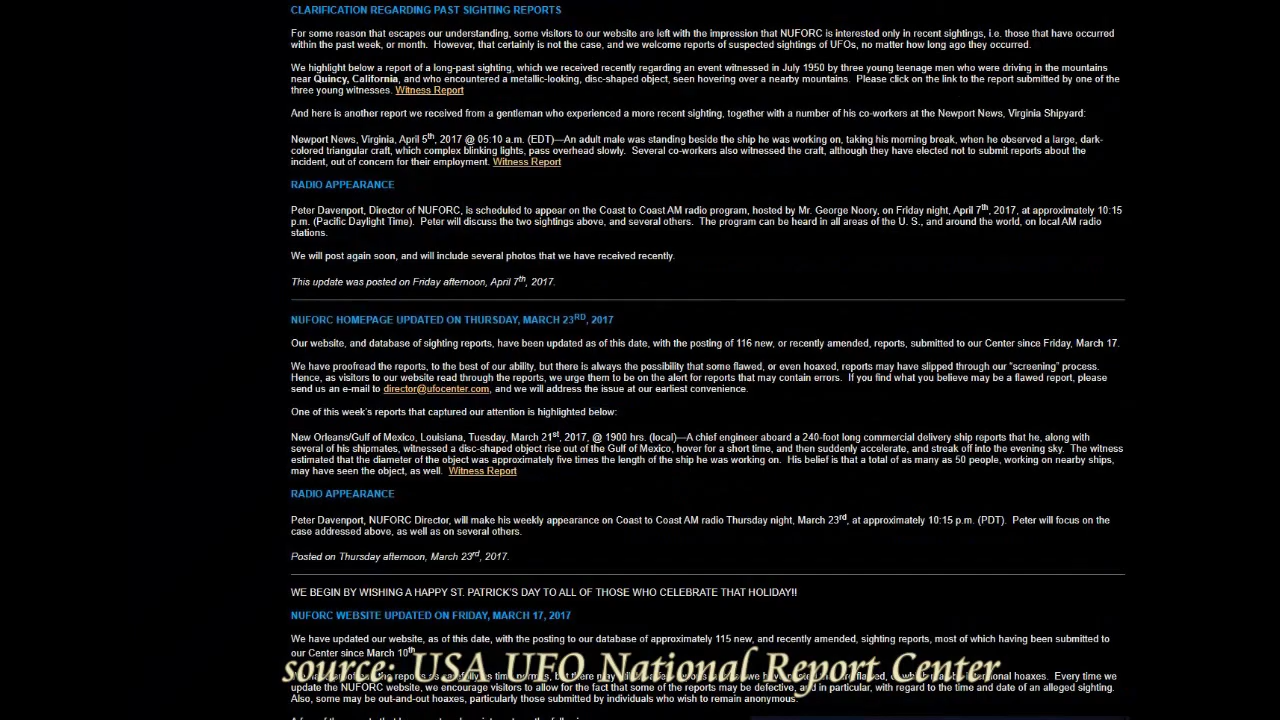 CLARIFICATION REGARDING PAST SIGHTING REPORTS
For some reason that escapes our understanding, some visitors to our website are left with the impression that NUFORC is interested only in recent sightings, i.e. those that have occurred
within the past week, or month. However, that certainly is not the case, and we welcome reports of suspected sightings of UFOs, no matter how long ago they occurred.
We highlight below a report of a long-past sighting, which we received recently regarding an event witnessed in July 1950 by three young teenage men who were driving in the mountains
near Quincy, California, and who encountered a metallic-looking, disc-shaped object, seen hovering over a nearby mountains. Please click on the link to the report submitted by one of the
three young witnesses. Witness Report
And here is another report we received from a gentleman who experienced a more recent sighting, together with a number of his co-workers at the Newport News, Virginia Shipyard:
Newport News, Virginia, April 5th, 2017 @ 05:10 a.m. (EDT)—An adult male was standing beside the ship he was working on, taking his morning break, when he observed a large, dark-
colored triangular craft, which complex blinking lights, pass overhead slowly. Several co-workers also witnessed the craft, although they have elected not to submit reports about the
incident, out of concern for their employment. Witness Report
RADIO APPEARANCE
Peter Davenport, Director of NUFORC, is scheduled to appear on the Coast to Coast AM radio program, hosted by Mr. George Noory, on Friday night, April 7th, 2017, at approximately 10:15
p.m. (Pacific Daylight Time). Peter will discuss the two sightings above, and several others. The program can be heard in all areas of the U. S., and around the world, on local AM radio
stations.
We will post again soon, and will include several photos that we have received recently.
This update was posted on Friday afternoon, April 7th, 2017.
NUFORC HOMEPAGE UPDATED ON THURSDAY, MARCH 23RD, 2017
Our website, and database of sighting reports, have been updated as of this date, with the posting of 116 new, or recently amended, reports, submitted to our Center since Friday, March 17.
We have proofread the reports, to the best of our ability, but there is always the possibility that some flawed, or even hoaxed, reports may have slipped through our “screening” process.
Hence, as visitors to our website read through the reports, we urge them to be on the alert for reports that may contain errors. If you find what you believe may be a flawed report, please
send us an e-mail to director@ufocenter.com, and we will address the issue at our earliest convenience.
One of this week's reports that captured our attention is highlighted below:
New Orleans/Gulf of Mexico, Louisiana, Tuesday, March 21st, 2017, @ 1900 hrs. (local)—A chief engineer aboard a 240-foot long commercial delivery ship reports that he, along with
several of his shipmates, witnessed a disc-shaped object rise out of the Gulf of Mexico, hover for a short time, and then suddenly accelerate, and streak off into the evening sky. The witness
estimated that the diameter of the object was approximately five times the length of the ship he was working on. His belief is that a total of as many as 50 people, working on nearby ships,
may have seen the object, as well. Witness Report
RADIO APPEARANCE
Peter Davenport, NUFORC Director, will make his weekly appearance on Coast to Coast AM radio Thursday night, March 23rd, at approximately 10:15 p.m. (PDT). Peter will focus on the
case addressed above, as well as on several others.
Posted on Thursday afternoon, March 23rd, 2017.
WE BEGIN BY WISHING A HAPPY ST. PATRICK'S DAY TO ALL OF THOSE WHO CELEBRATE THAT HOLIDAY!!
NUFORC WEBSITE UPDATED ON FRIDAY, MARCH 17, 2017
We have updated our website, as of this date, with the posting to our database of approximately 115 new, and recently amended, sighting reports, most of which having been submitted to
our Center since March 10th
source: USA UFO National Report Center
hoaxes. Every time we
update the NUFORC website, we encourage visitors to allow for the fact that some of the reports may be defective, and in particular, with regard to the time and date of an alleged sighting.
Also, some may be out-and-out hoaxes, particularly those submitted by individuals who wish to remain anonymous.